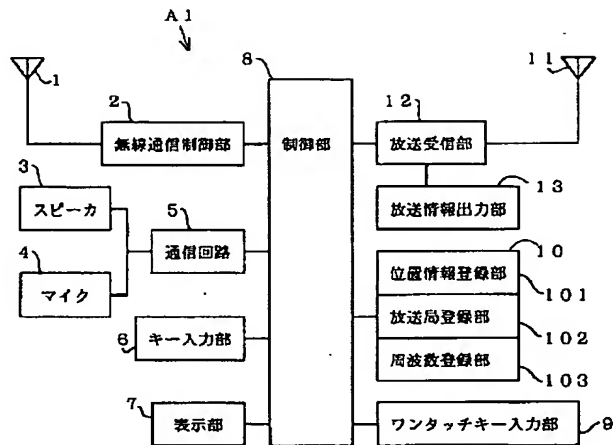 A1
1
2
無線通信制御部
3
スピーカ
4
マイク
5
通信回路
6
キー入力部
7
表示部
8
制御部
11
12
放送受信部
13
放送情報出力部
10
位置情報登録部
101
放送局登録部
102
周波数登録部
103
ワンタッチキー入力部
9